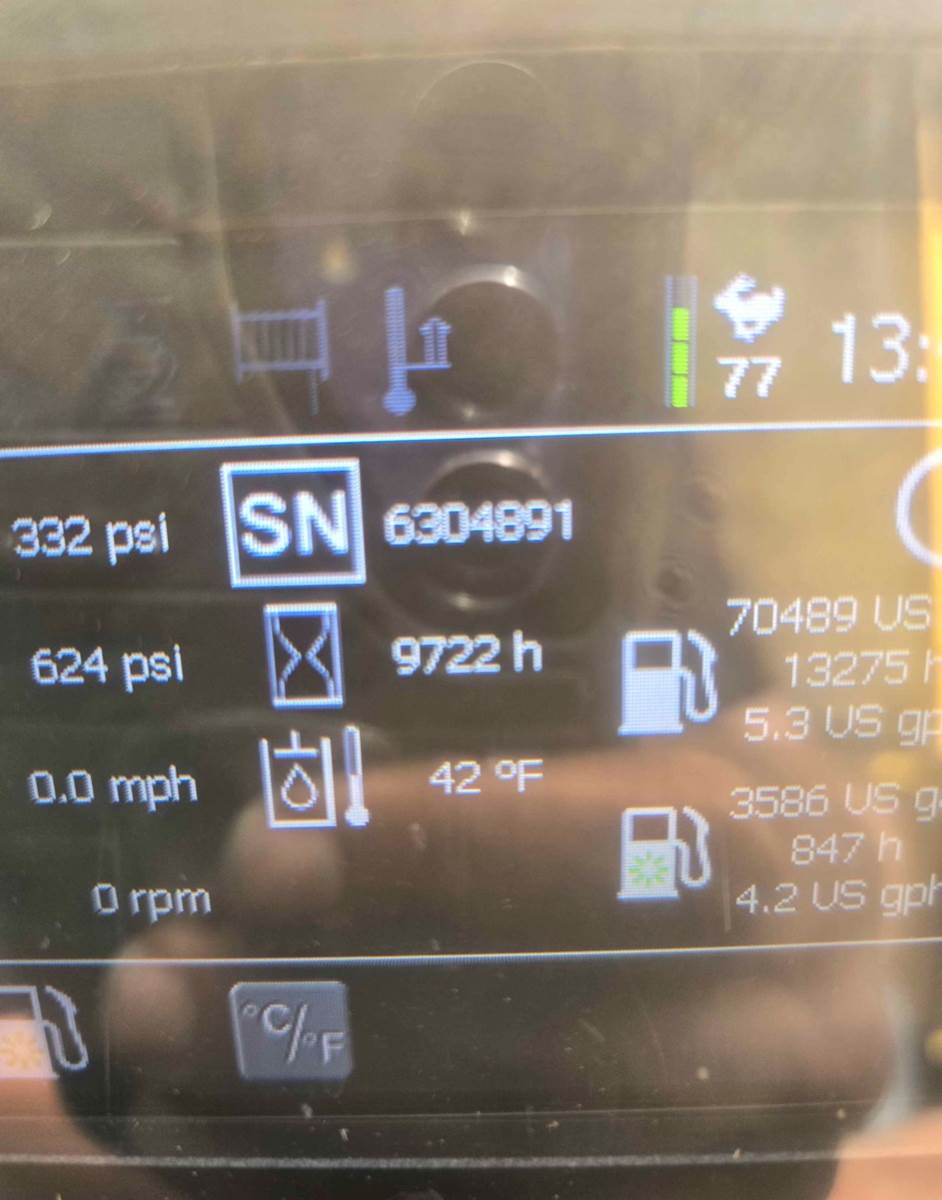 77 13:
332 psi SN 6304891
70489 US
624 psi 9722 h 13275 h
5.3 US gp
0.0 mph 42 °F 3586 US g
847 h
0 rpm 4.2 US gph
°C/°F